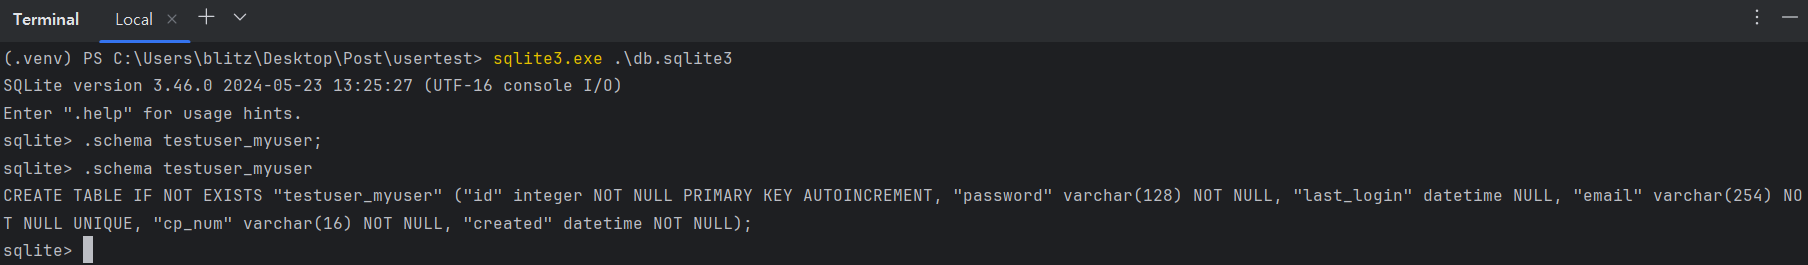 Terminal Local × + ∨ ⋮ —
(.venv) PS C:\Users\blitz\Desktop\Post\usertest> sqlite3.exe .\db.sqlite3
SQLite version 3.46.0 2024-05-23 13:25:27 (UTF-16 console I/O)
Enter ".help" for usage hints.
sqlite> .schema testuser_myuser;
sqlite> .schema testuser_myuser
CREATE TABLE IF NOT EXISTS "testuser_myuser" ("id" integer NOT NULL PRIMARY KEY AUTOINCREMENT, "password" varchar(128) NOT NULL, "last_login" datetime NULL, "email" varchar(254) NO
T NULL UNIQUE, "cp_num" varchar(16) NOT NULL, "created" datetime NOT NULL);
sqlite>